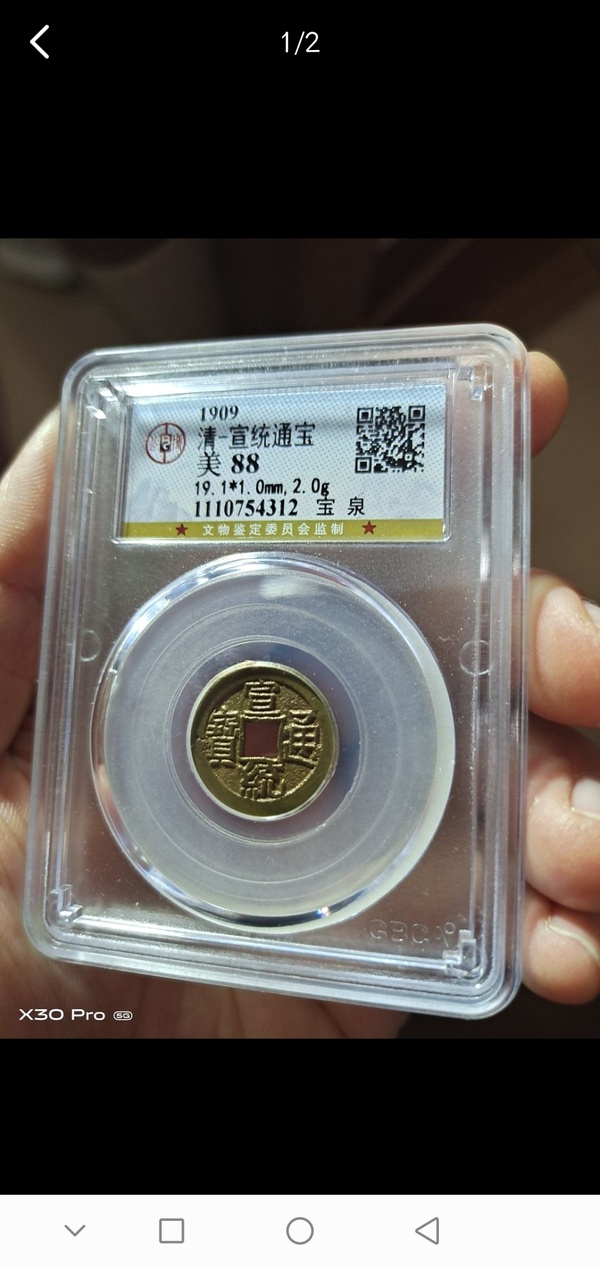 1/2
1909
清-宣统通宝
美 88
19.1*1.0mm, 2.0g
1110754312 宝 泉
★ 文物鉴定委员会监制 ★
宣
寶 通
統
GBCA
X30 Pro 5G